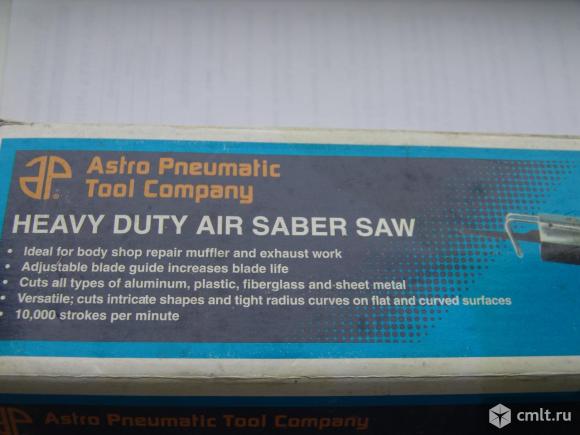 AP®
Astro Pneumatic
Tool Company
HEAVY DUTY AIR SABER SAW
• Ideal for body shop repair muffler and exhaust work
• Adjustable blade guide increases blade life
• Cuts all types of aluminum, plastic, fiberglass and sheet metal
• Versatile; cuts intricate shapes and tight radius curves on flat and curved surfaces
• 10,000 strokes per minute
AP Astro Pneumatic Tool Company
cmlt.ru